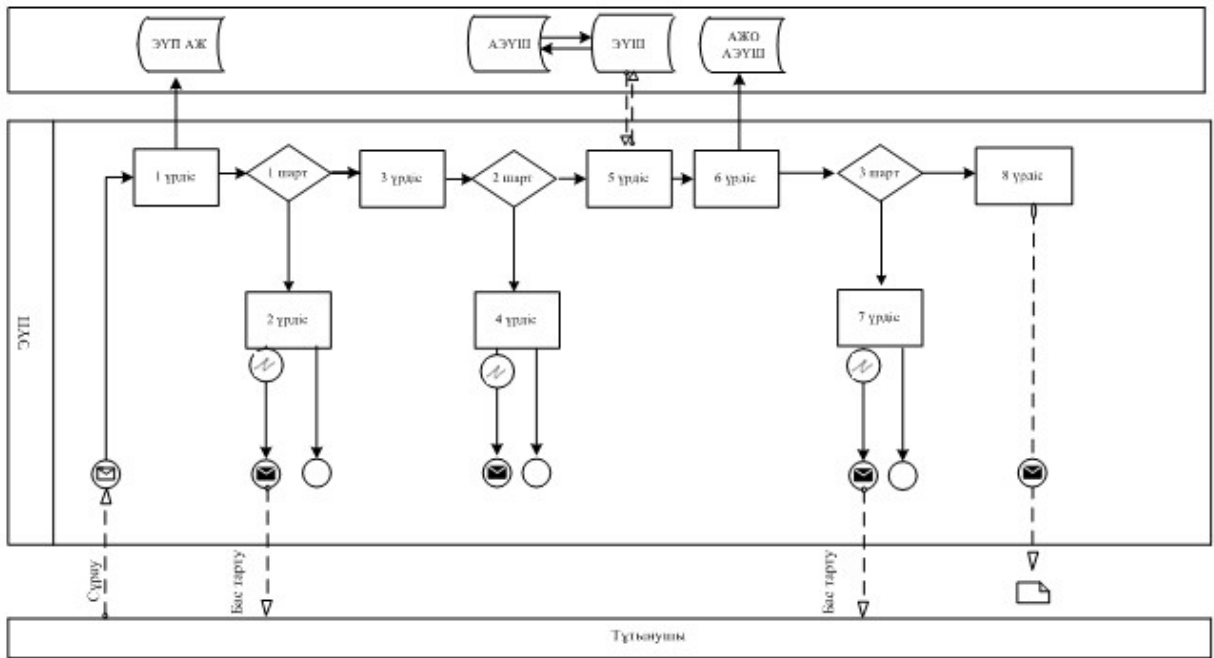 ЭҮП АЖ
АЭҮШ
ЭҮШ
АЖО
АЭҮШ
1 үрдіс
1 шарт
3 үрдіс
2 шарт
5 үрдіс
6 үрдіс
3 шарт
8 үрдіс
2 үрдіс
4 үрдіс
7 үрдіс
ЭҮП
Сұрау
Бас тарту
Бас тарту
Тұтынушы